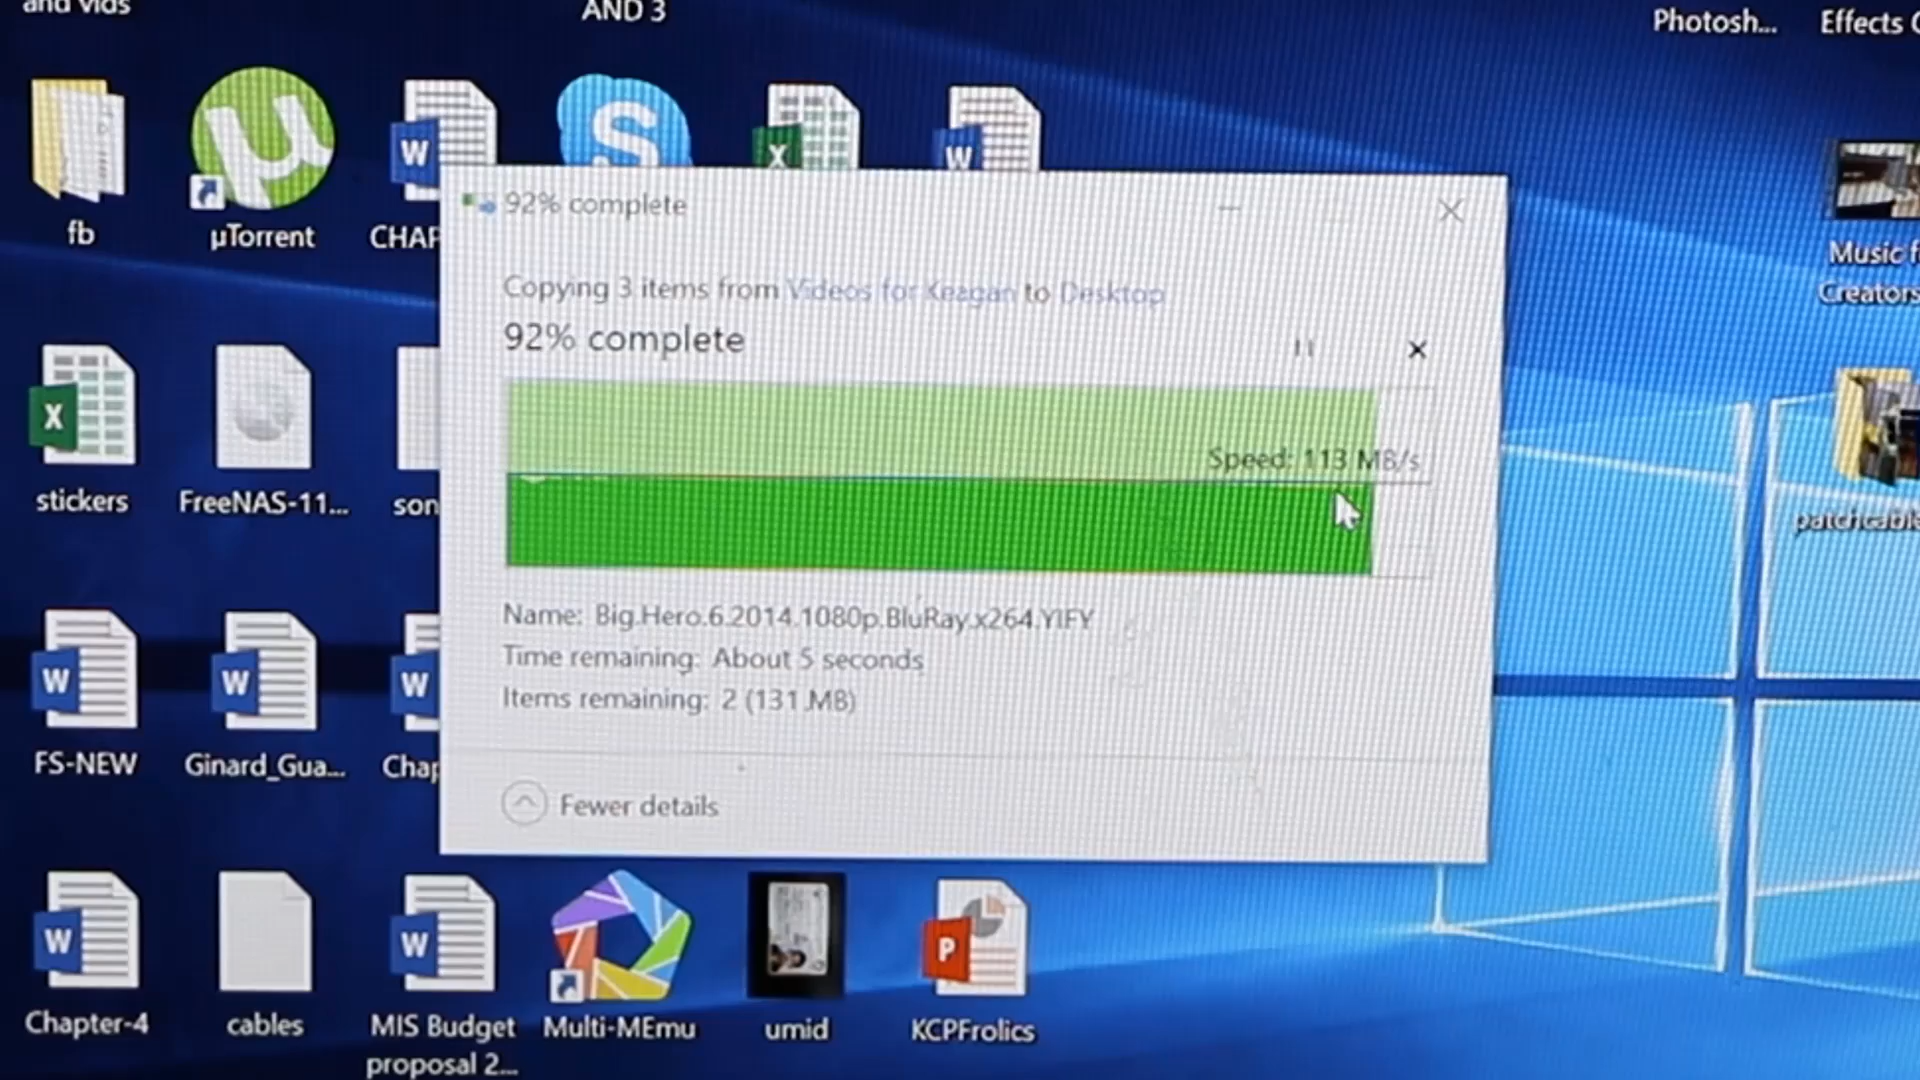 and vids
AND 3
Photosh...
Effects
fb
µTorrent
CHAP
Music f
Creators
92% complete
Copying 3 items from Videos for Keagan to Desktop
92% complete
Speed: 113 MB/s
Name: Big.Hero.6.2014.1080p.BluRay.x264.YIFY
Time remaining: About 5 seconds
Items remaining: 2 (131 MB)
Fewer details
stickers
FreeNAS-11...
son
patchcable
FS-NEW
Ginard_Gua...
Chap
Chapter-4
cables
MIS Budget
proposal 2...
Multi-MEmu
umid
KCPFrolics